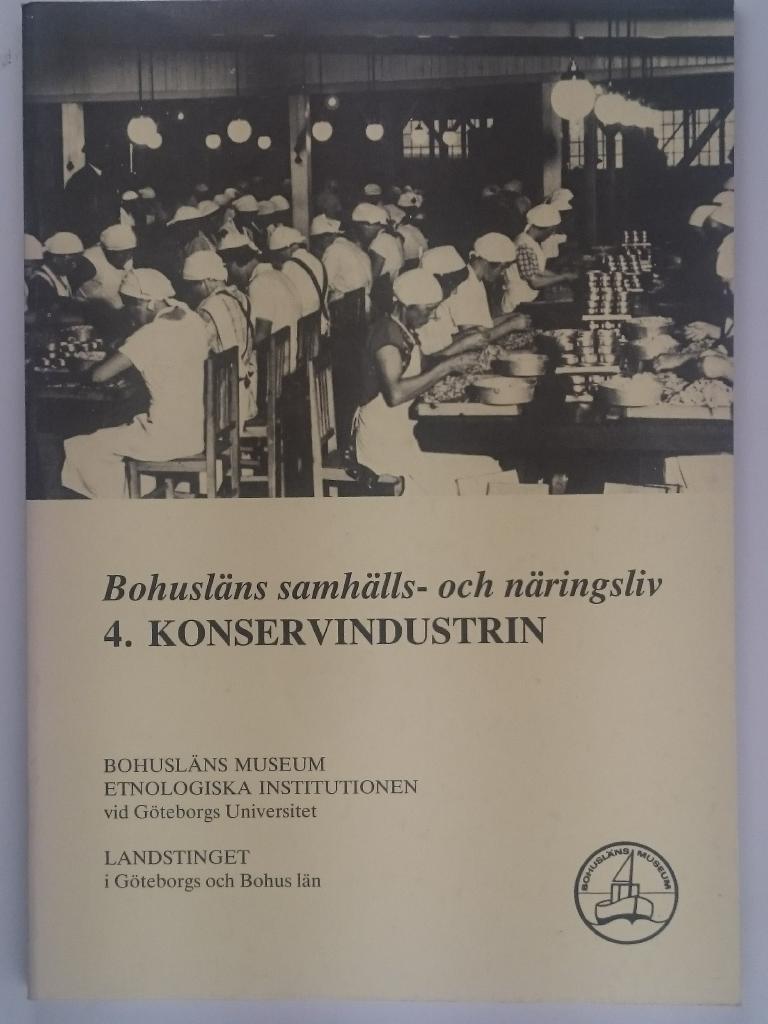 Bohusläns samhälls- och näringsliv
4. KONSERVINDUSTRIN
BOHUSLÄNS MUSEUM
ETNOLOGISKA INSTITUTIONEN
vid Göteborgs Universitet
LANDSTINGET
i Göteborgs och Bohus län
BOHUSLÄNS MUSEUM